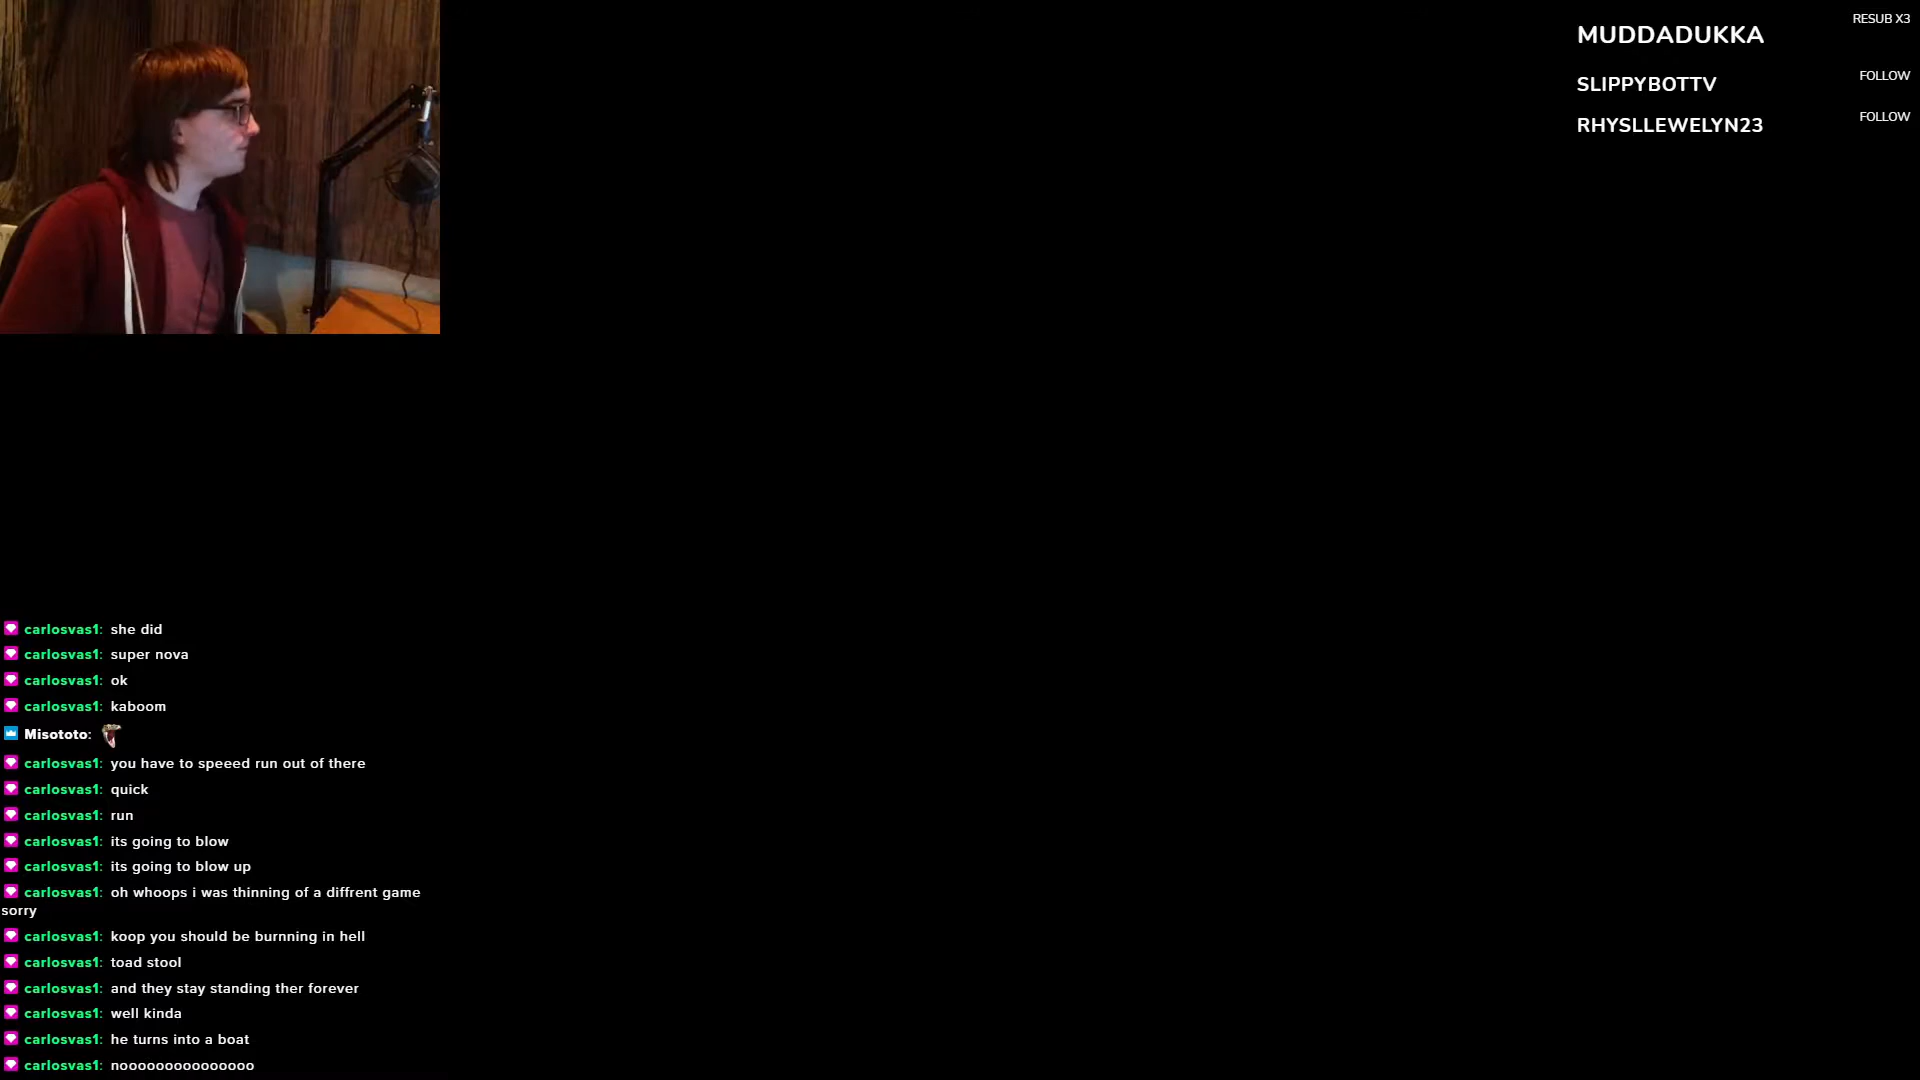 MUDDADUKKA RESUB X3
SLIPPYBOTTV FOLLOW
RHYSLLEWELYN23 FOLLOW
carlosvas1: she did
carlosvas1: super nova
carlosvas1: ok
carlosvas1: kaboom
Misototo:
carlosvas1: you have to speeed run out of there
carlosvas1: quick
carlosvas1: run
carlosvas1: its going to blow
carlosvas1: its going to blow up
carlosvas1: oh whoops i was thinning of a diffrent game
sorry
carlosvas1: koop you should be burnning in hell
carlosvas1: toad stool
carlosvas1: and they stay standing ther forever
carlosvas1: well kinda
carlosvas1: he turns into a boat
carlosvas1: nooooooooooooooo